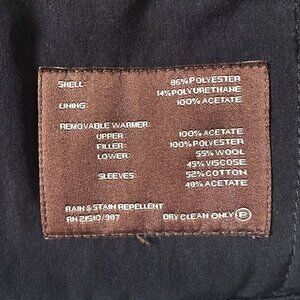 SHELL: 86% POLYESTER
14% POLYURETHANE
LINING: 100% ACETATE
REMOVABLE WARMER:
UPPER: 100% ACETATE
FILLER: 100% POLYESTER
LOWER: 55% WOOL
45% VISCOSE
SLEEVES: 52% COTTON
48% ACETATE
RAIN & STAIN REPELLENT
RN 21510/987 DRY CLEAN ONLY P